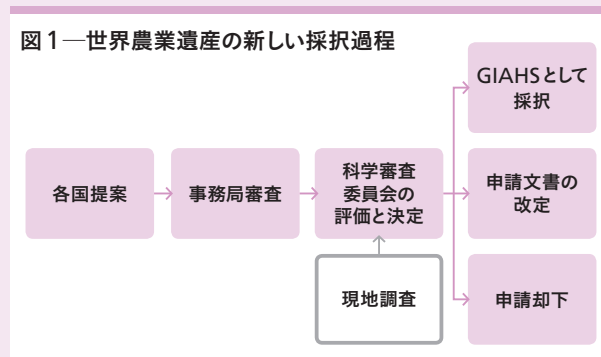 図1―世界農業遺産の新しい採択過程
各国提案
事務局審査
科学審査
委員会の
評価と決定
現地調査
GIAHSとして
採択
申請文書の
改定
申請却下